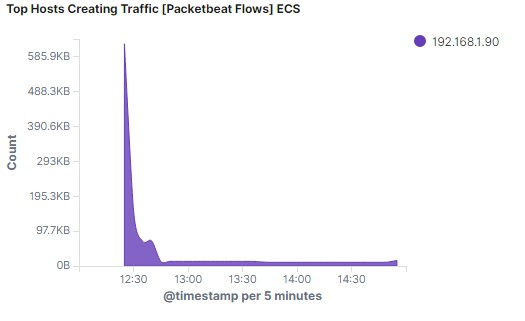 Top Hosts Creating Traffic [Packetbeat Flows] ECS
192.168.1.90
585.9KB
488.3KB
390.6KB
293KB
195.3KB
97.7KB
0B
Count
12:30 13:00 13:30 14:00 14:30
@timestamp per 5 minutes